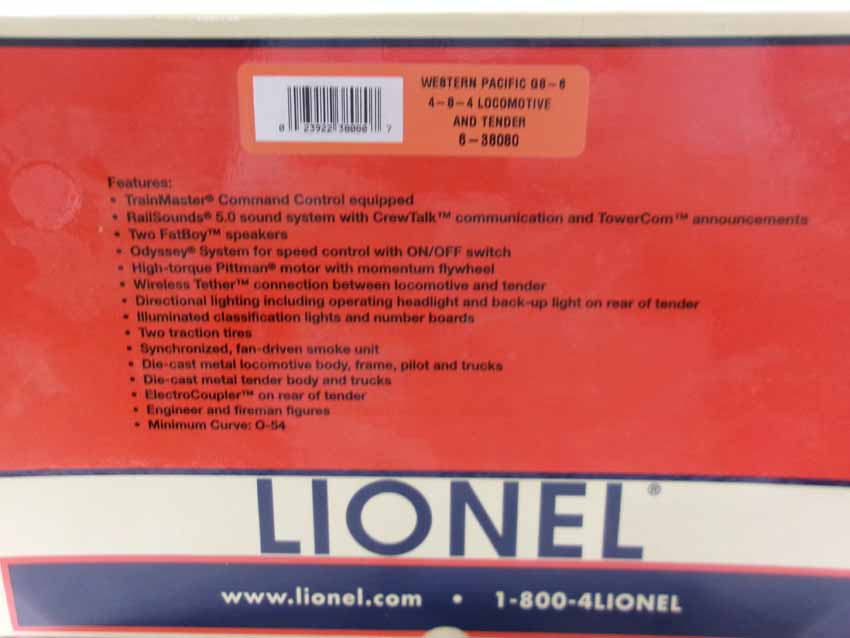 WESTERN PACIFIC GS-6
4-8-4 LOCOMOTIVE
AND TENDER
6-38080
0 23922 38080 7
Features:
• TrainMaster® Command Control equipped
• RailSounds® 5.0 sound system with CrewTalk™ communication and TowerCom™ announcements
• Two FatBoy™ speakers
• Odyssey® System for speed control with ON/OFF switch
• High-torque Pittman® motor with momentum flywheel
• Wireless Tether™ connection between locomotive and tender
• Directional lighting including operating headlight and back-up light on rear of tender
• Illuminated classification lights and number boards
• Two traction tires
• Synchronized, fan-driven smoke unit
• Die-cast metal locomotive body, frame, pilot and trucks
• Die-cast metal tender body and trucks
• ElectroCoupler™ on rear of tender
• Engineer and fireman figures
• Minimum Curve: O-54
LIONEL®
www.lionel.com • 1-800-4LIONEL